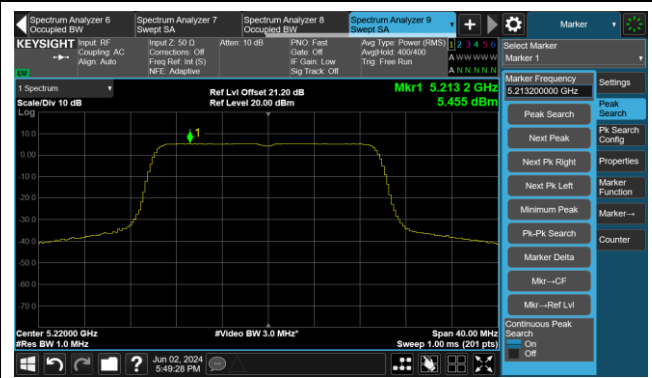 Spectrum Analyzer 6
Occupied BW
Spectrum Analyzer 7
Swept SA
Spectrum Analyzer 8
Occupied BW
Spectrum Analyzer 9
Swept SA
Marker
KEYSIGHT
Input: RF
Coupling: AC
Align: Auto
Input Z: 50 Ω
Corrections: Off
Freq Ref: Int (S)
NFE: Adaptive
Atten: 10 dB
PNO: Fast
Gate: Off
IF Gain: Low
Sig Track: Off
Avg Type: Power (RMS)
Avg|Hold: 400/400
Trig: Free Run
1 2 3 4 5 6
A W W W W W
A N N N N N
LXI
1 Spectrum
Scale/Div 10 dB
Log
Ref Lvl Offset 21.20 dB
Ref Level 20.00 dBm
Mkr1 5.213 2 GHz
5.455 dBm
1
10.0
0.00
-10.0
-20.0
-30.0
-40.0
-50.0
-60.0
-70.0
Center 5.22000 GHz
#Res BW 1.0 MHz
#Video BW 3.0 MHz*
Span 40.00 MHz
Sweep 1.00 ms (201 pts)
Jun 02, 2024
5:49:28 PM
Select Marker
Marker 1
Marker Frequency
5.213200000 GHz
Peak Search
Next Peak
Next Pk Right
Next Pk Left
Minimum Peak
Pk-Pk Search
Marker Delta
Mkr→CF
Mkr→Ref Lvl
Continuous Peak
Search
On
Off
Settings
Peak
Search
Pk Search
Config
Properties
Marker
Function
Marker→
Counter